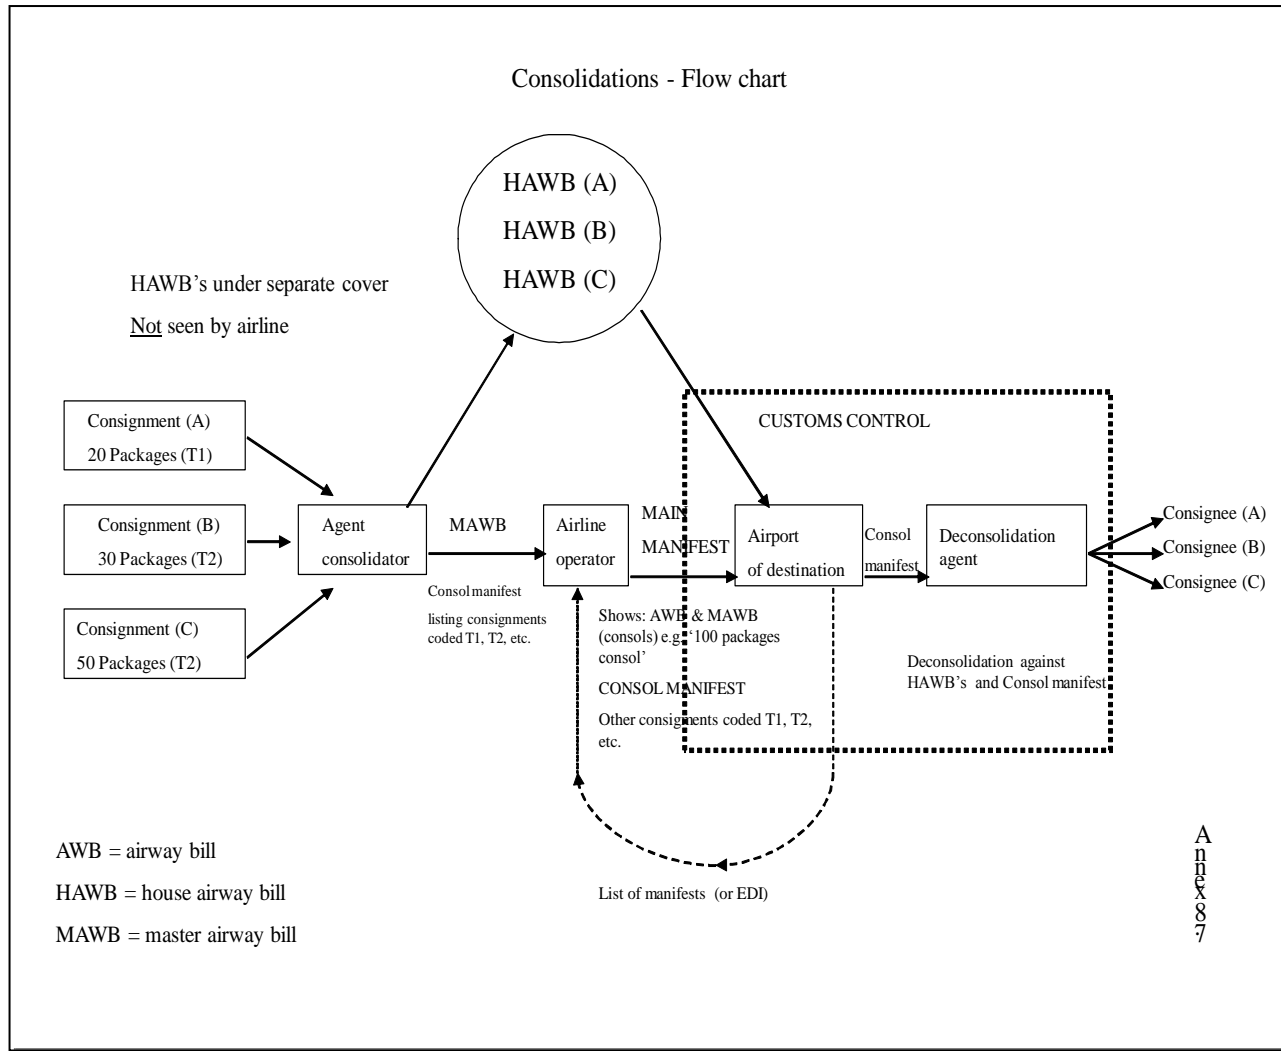 Consolidations - Flow chart
HAWB (A)
HAWB (B)
HAWB (C)
HAWB’s under separate cover
Not seen by airline
Consignment (A)
20 Packages (T1)
Consignment (B)
30 Packages (T2)
Consignment (C)
50 Packages (T2)
Agent
consolidator
MAWB
Consol manifest
listing consignments
coded T1, T2, etc.
Airline
operator
MAIN
MANIFEST
Shows: AWB & MAWB
(consols) e.g. ‘100 packages
consol’
CONSOL MANIFEST
Other consigments coded T1, T2,
etc.
CUSTOMS CONTROL
Airport
of destination
Consol
manifest
Deconsolidation
agent
Deconsolidation against
HAWB’s and Consol manifest
Consignee (A)
Consignee (B)
Consignee (C)
List of manifests (or EDI)
AWB = airway bill
HAWB = house airway bill
MAWB = master airway bill
Annex 8.7